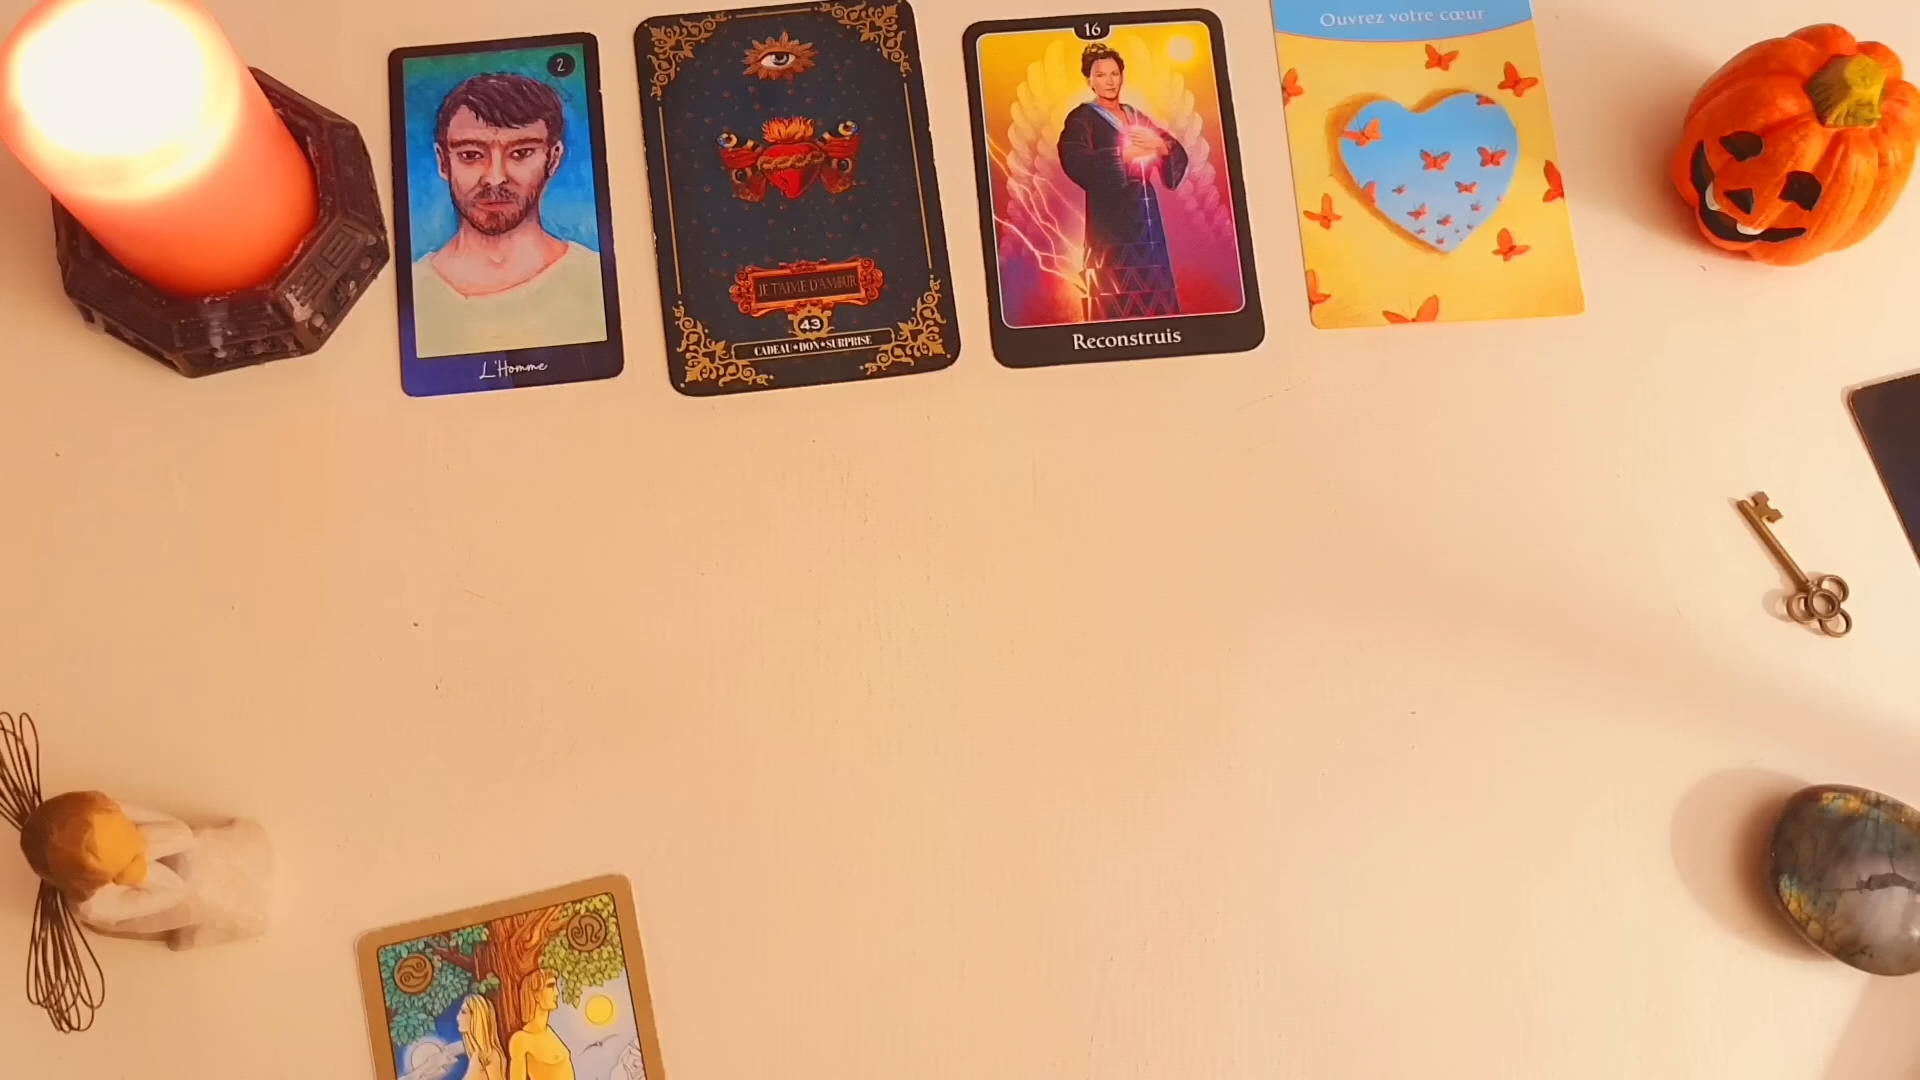 2
L'Homme
JE T'AIME D'AMOUR
43
CADEAU•DON•SURPRISE
16
Reconstruis
Ouvrez votre cœur